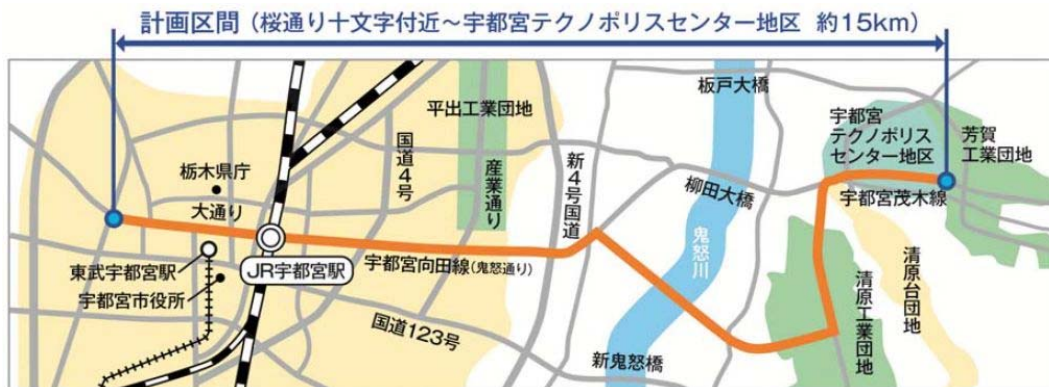 計画区間（桜通り十文字付近～宇都宮テクノポリスセンター地区 約15km）
板戸大橋
平出工業団地
宇都宮
テクノポリス
センター地区
芳賀
工業団地
国道4号
産業通り
新4号国道
栃木県庁
大通り
柳田大橋
宇都宮茂木線
鬼怒川
東武宇都宮駅
JR宇都宮駅
宇都宮向田線(鬼怒通り)
宇都宮市役所
国道123号
新鬼怒橋
清原工業団地
清原台団地